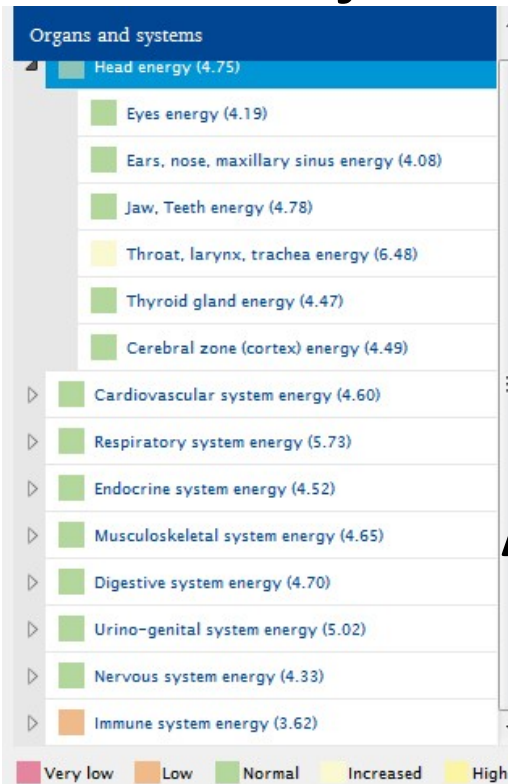 Organs and systems
Head energy (4.75)
Eyes energy (4.19)
Ears, nose, maxillary sinus energy (4.08)
Jaw, Teeth energy (4.78)
Throat, larynx, trachea energy (6.48)
Thyroid gland energy (4.47)
Cerebral zone (cortex) energy (4.49)
Cardiovascular system energy (4.60)
Respiratory system energy (5.73)
Endocrine system energy (4.52)
Musculoskeletal system energy (4.65)
Digestive system energy (4.70)
Urino-genital system energy (5.02)
Nervous system energy (4.33)
Immune system energy (3.62)
Very low Low Normal Increased High